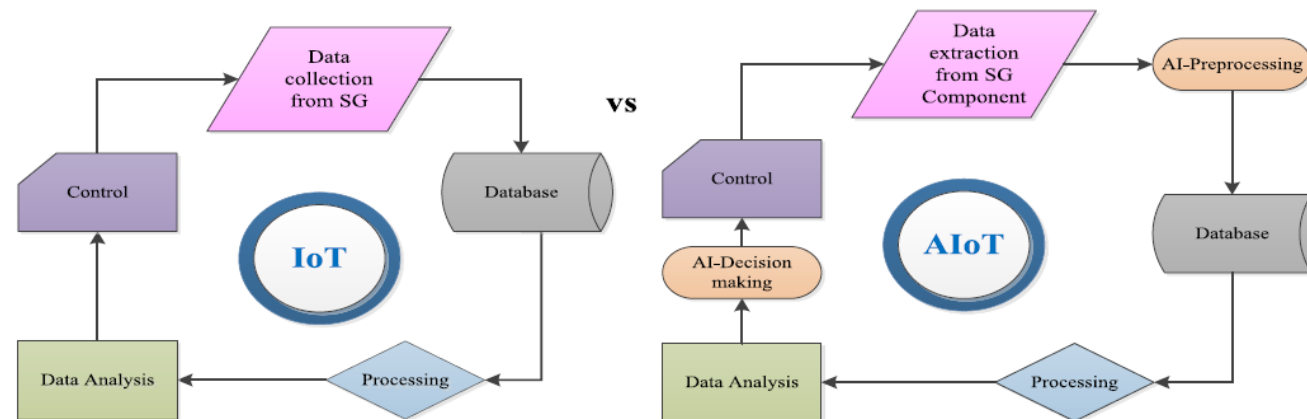 Data
collection
from SG
Control
Database
IoT
Data Analysis
Processing
vs
Data
extraction
from SG
Component
AI-Preprocessing
Control
Database
AI-Decision
making
AIoT
Data Analysis
Processing